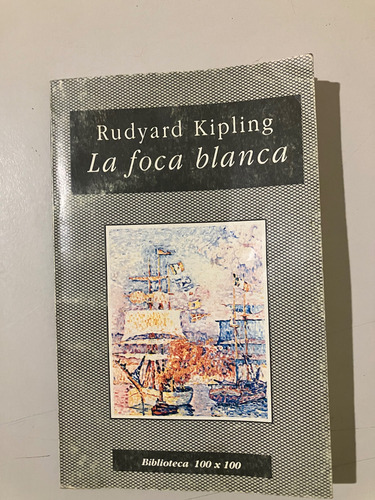 Rudyard Kipling
La foca blanca
Biblioteca 100 x 100